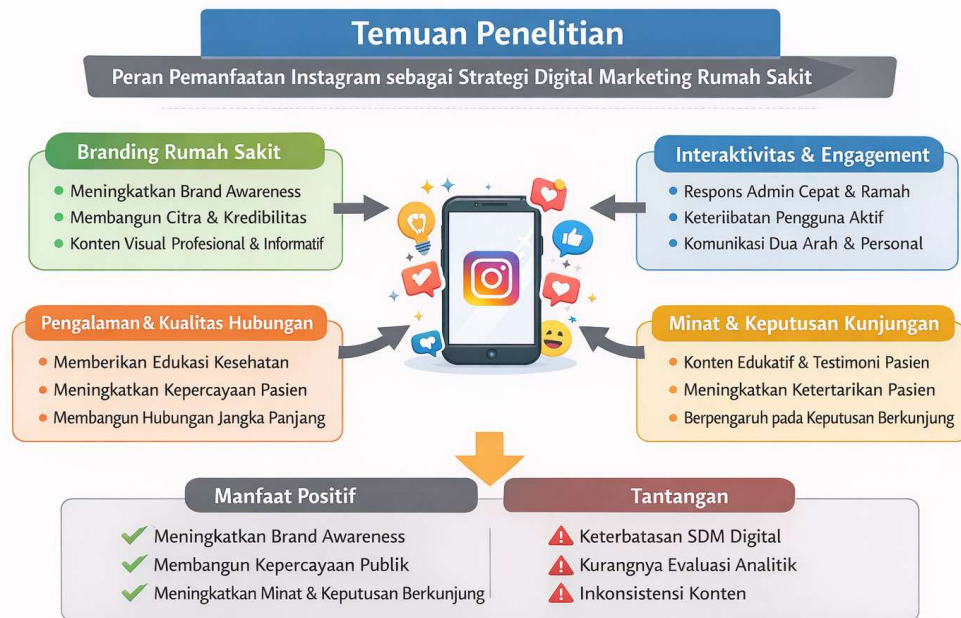 Temuan Penelitian
Peran Pemanfaatan Instagram sebagai Strategi Digital Marketing Rumah Sakit
Branding Rumah Sakit
Meningkatkan Brand Awareness
Membangun Citra & Kredibilitas
Konten Visual Profesional & Informatif
Interaktivitas & Engagement
Respons Admin Cepat & Ramah
Keteriibatan Pengguna Aktif
Komunikasi Dua Arah & Personal
Pengalaman & Kualitas Hubungan
Memberikan Edukasi Kesehatan
Meningkatkan Kepercayaan Pasien
Membangun Hubungan Jangka Panjang
Minat & Keputusan Kunjungan
Konten Edukatif & Testimoni Pasien
Meningkatkan Ketertarikan Pasien
Berpengaruh pada Keputusan Berkunjung
Manfaat Positif
Meningkatkan Brand Awareness
Membangun Kepercayaan Publik
Meningkatkan Minat & Keputusan Berkunjung
Tantangan
Keterbatasan SDM Digital
Kurangnya Evaluasi Analitik
Inkonsistensi Konten